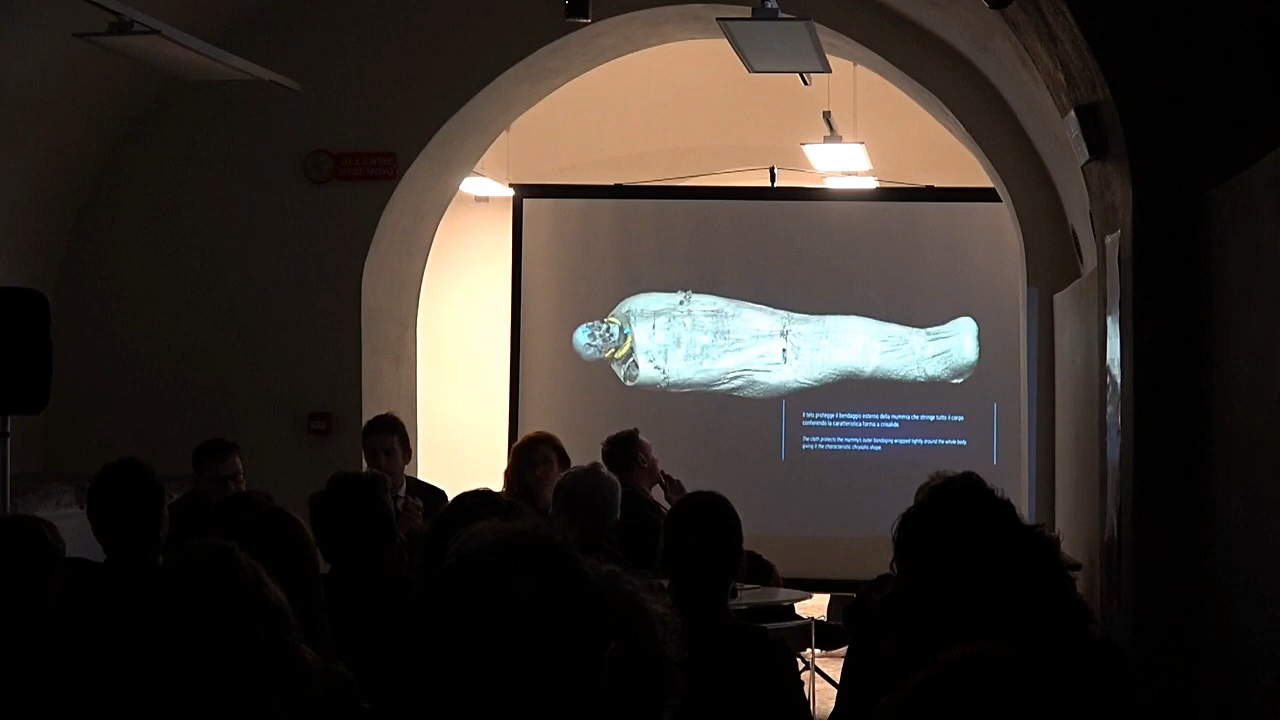 ALLARME
INCENDIO
Il telo protegge il bendaggio esterno della mummia che stringe tutto il corpo
conferendo la caratteristica forma a crisalide.
The cloth protects the mummy's outer bandaging wrapped tightly around the whole body
giving it the characteristic chrysalis shape.